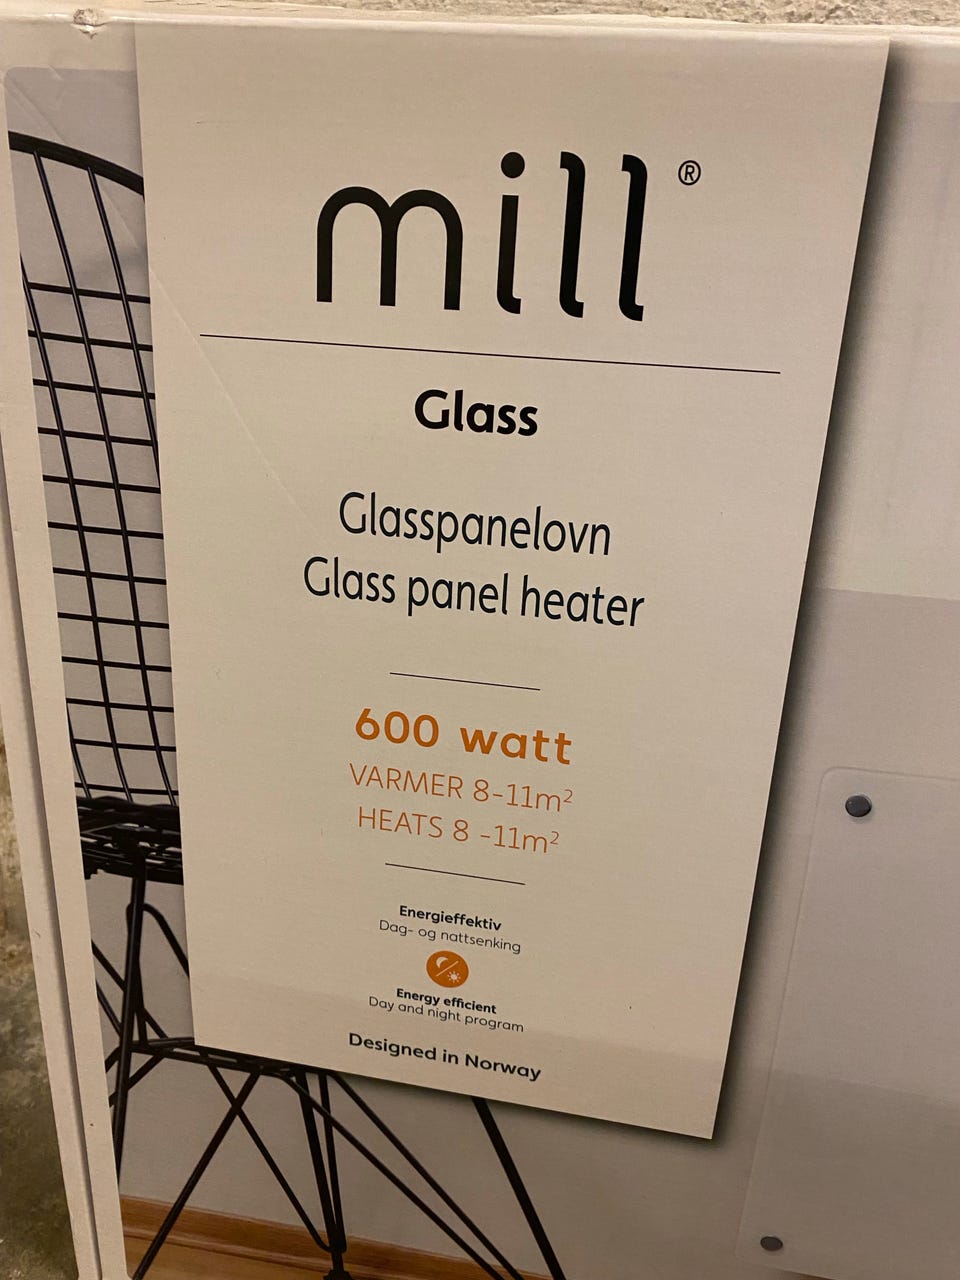 mill®
Glass
Glasspanelovn
Glass panel heater
600 watt
VARMER 8-11m²
HEATS 8 -11m²
Energieffektiv
Dag- og nattsenking
Energy efficient
Day and night program
Designed in Norway